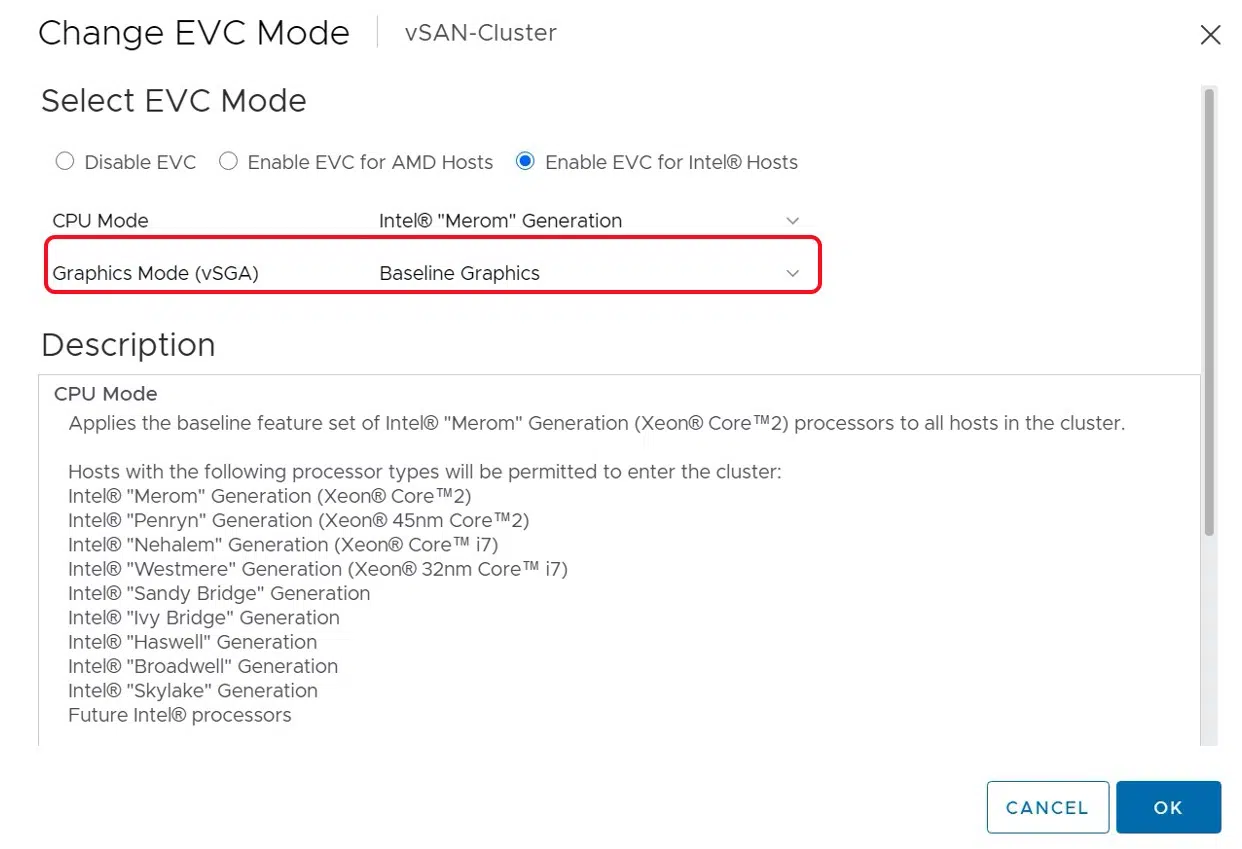 Change EVC Mode vSAN-Cluster
Select EVC Mode
Disable EVC Enable EVC for AMD Hosts Enable EVC for Intel® Hosts
CPU Mode Intel® "Merom" Generation
Graphics Mode (vSGA) Baseline Graphics
Description
CPU Mode
Applies the baseline feature set of Intel® "Merom" Generation (Xeon® Core™2) processors to all hosts in the cluster.
Hosts with the following processor types will be permitted to enter the cluster:
Intel® "Merom" Generation (Xeon® Core™2)
Intel® "Penryn" Generation (Xeon® 45nm Core™2)
Intel® "Nehalem" Generation (Xeon® Core™ i7)
Intel® "Westmere" Generation (Xeon® 32nm Core™ i7)
Intel® "Sandy Bridge" Generation
Intel® "Ivy Bridge" Generation
Intel® "Haswell" Generation
Intel® "Broadwell" Generation
Intel® "Skylake" Generation
Future Intel® processors
CANCEL OK